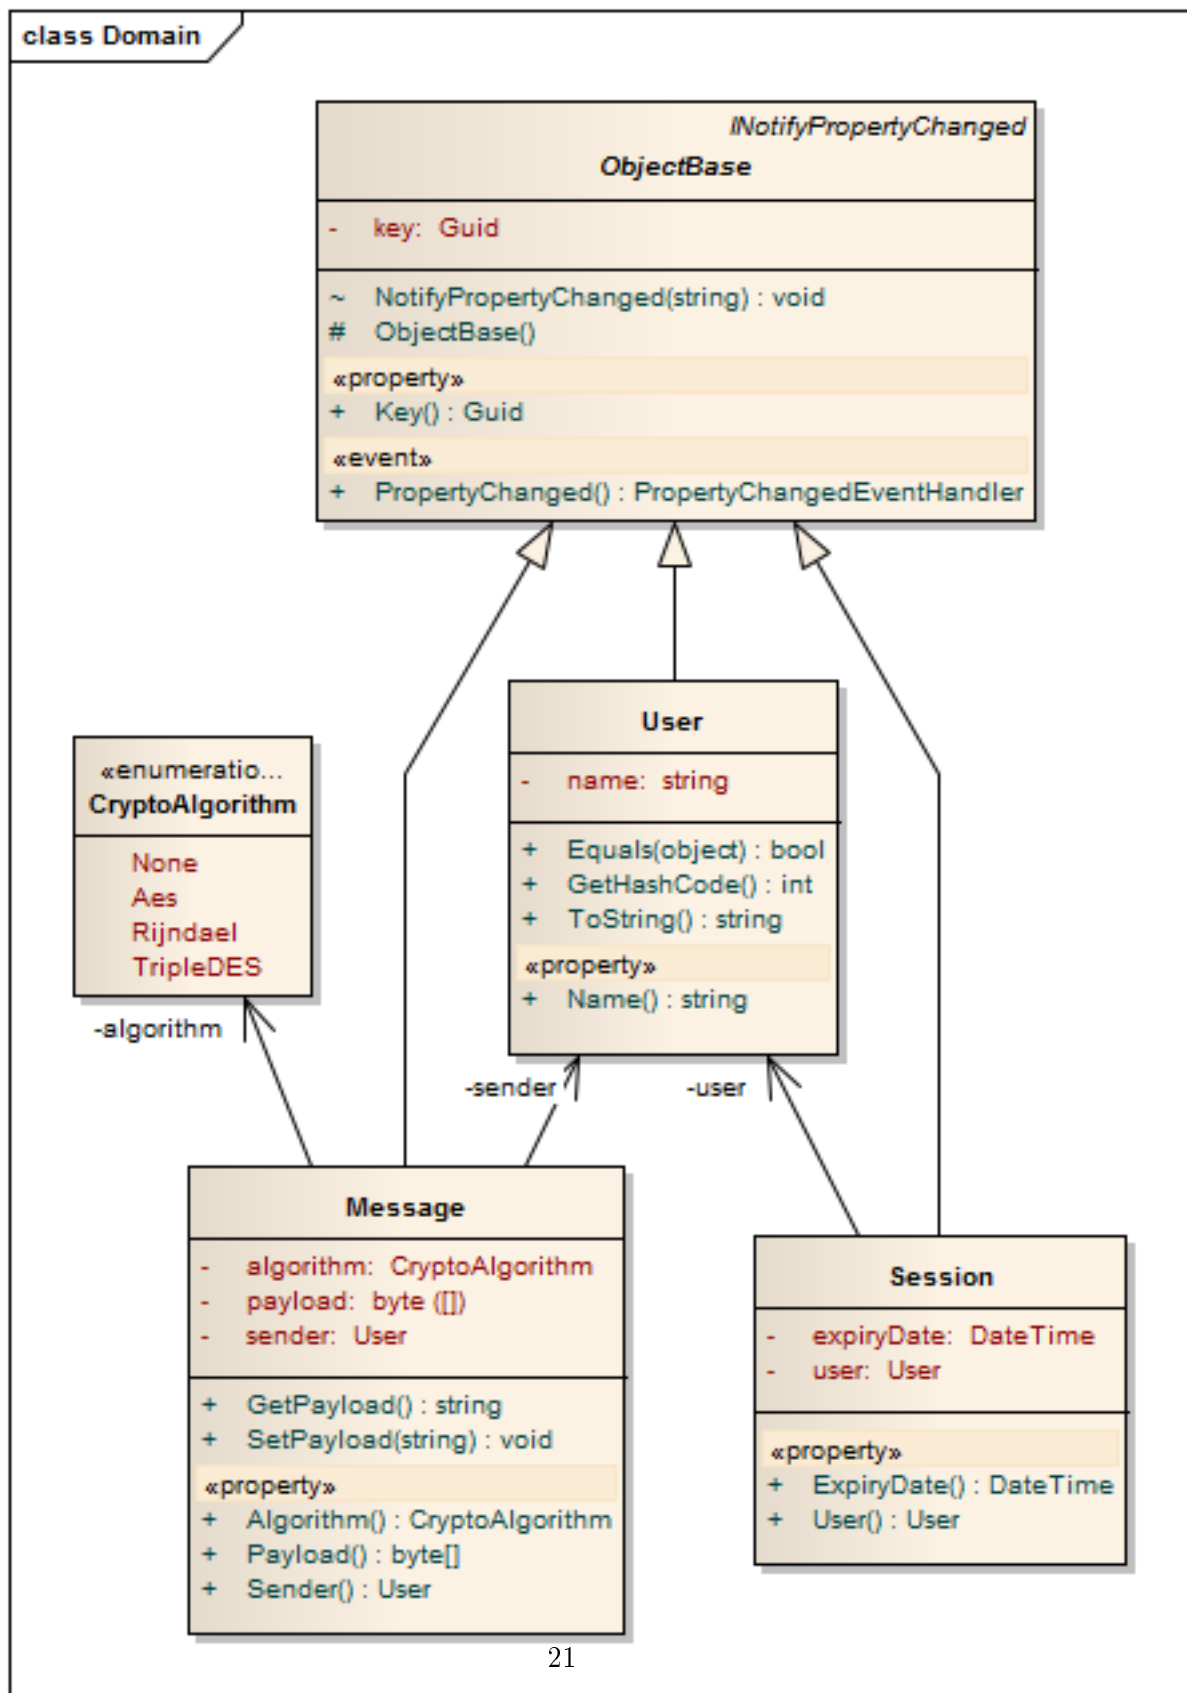 class Domain
INotifyPropertyChanged
ObjectBase
- key: Guid
~ NotifyPropertyChanged(string) : void
# ObjectBase()
«property»
+ Key() : Guid
«event»
+ PropertyChanged() : PropertyChangedEventHandler
User
- name: string
+ Equals(object) : bool
+ GetHashCode() : int
+ ToString() : string
«property»
+ Name() : string
«enumeratio...
CryptoAlgorithm
None
Aes
Rijndael
TripleDES
-algorithm
-sender
-user
Message
- algorithm: CryptoAlgorithm
- payload: byte ([])
- sender: User
+ GetPayload() : string
+ SetPayload(string) : void
«property»
+ Algorithm() : CryptoAlgorithm
+ Payload() : byte[]
+ Sender() : User
Session
- expiryDate: DateTime
- user: User
«property»
+ ExpiryDate() : DateTime
+ User() : User
21